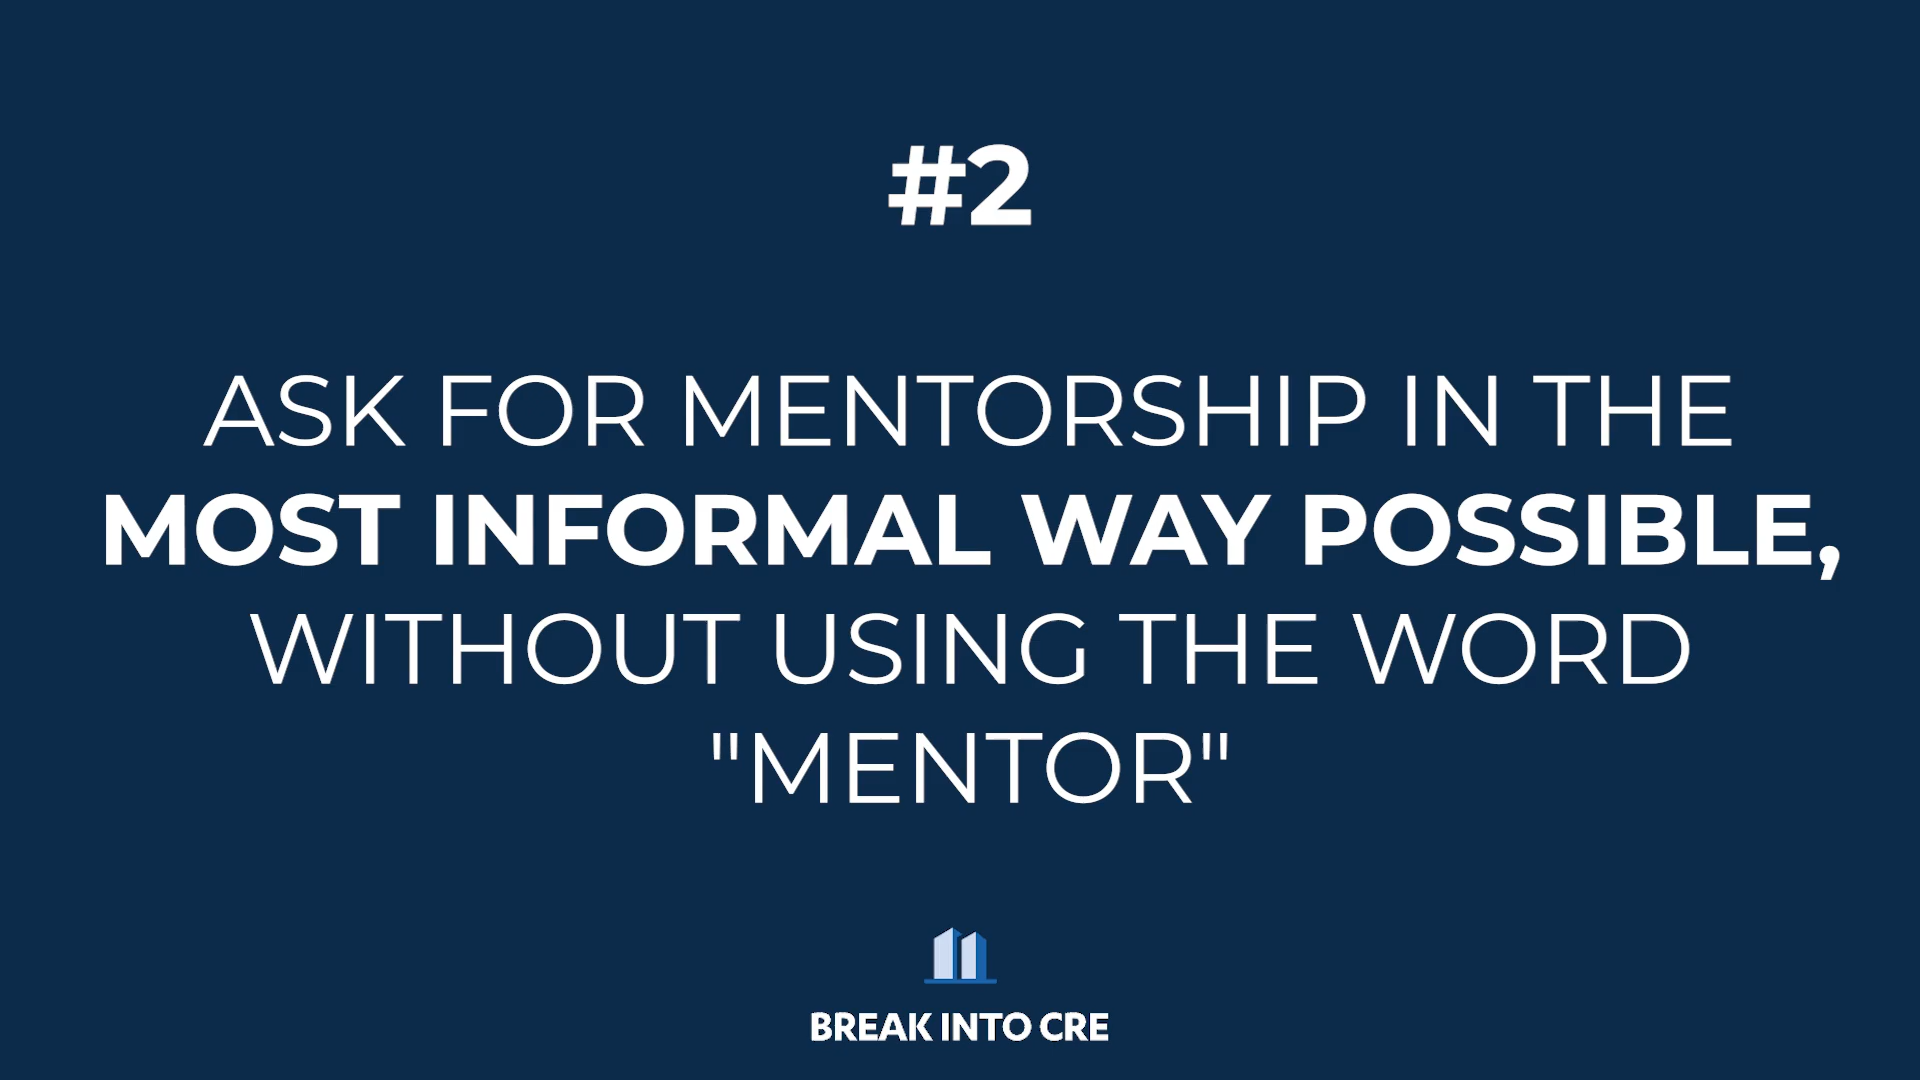 #2
ASK FOR MENTORSHIP IN THE
MOST INFORMAL WAY POSSIBLE,
WITHOUT USING THE WORD
"MENTOR"
BREAK INTO CRE